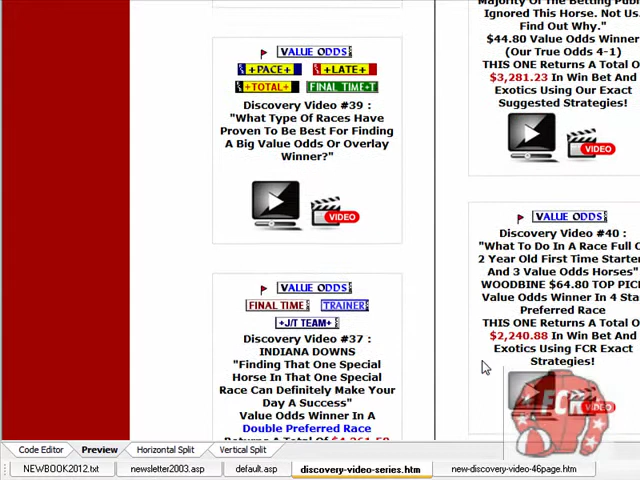 VALUE ODDS
+PACE+ +LATE+
+TOTAL+ FINAL TIME+T
Discovery Video #39 :
"What Type Of Races Have
Proven To Be Best For Finding
A Big Value Odds Or Overlay
Winner?"
VIDEO
VALUE ODDS
FINAL TIME TRAINER
+J/T TEAM+
Discovery Video #37 :
INDIANA DOWNS
"Finding That One Special
Horse In That One Special
Race Can Definitely Make Your
Day A Success"
Value Odds Winner In A
Double Preferred Race
Ignored This Horse. Not Us.
Find Out Why."
$44.80 Value Odds Winner
(Our True Odds 4-1)
THIS ONE Returns A Total O
$3,281.23 In Win Bet And
Exotics Using Our Exact
Suggested Strategies!
VIDEO
VALUE ODDS
Discovery Video #40 :
"What To Do In A Race Full O
2 Year Old First Time Starter
And 3 Value Odds Horses"
WOODBINE $64.80 TOP PICK
Value Odds Winner In 4 Sta
Preferred Race
THIS ONE Returns A Total O
$2,240.88 In Win Bet And
Exotics Using FCR Exact
Suggested Strategies!
FCR
VIDEO
Code Editor Preview Horizontal Split Vertical Split
NEWBOOK2012.txt newsletter2003.asp default.asp discovery-video-series.htm new-discovery-video-46page.htm